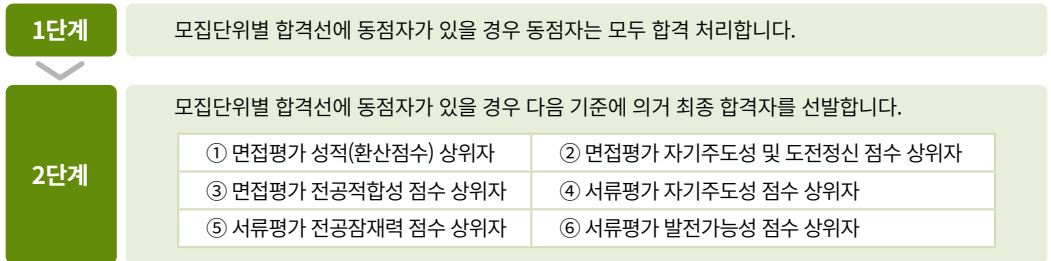 1단계
모집단위별 합격선에 동점자가 있을 경우 동점자는 모두 합격 처리합니다.
2단계
모집단위별 합격선에 동점자가 있을 경우 다음 기준에 의거 최종 합격자를 선발합니다.
① 면접평가 성적(환산점수) 상위자
② 면접평가 자기주도성 및 도전정신 점수 상위자
③ 면접평가 전공적합성 점수 상위자
④ 서류평가 자기주도성 점수 상위자
⑤ 서류평가 전공잠재력 점수 상위자
⑥ 서류평가 발전가능성 점수 상위자